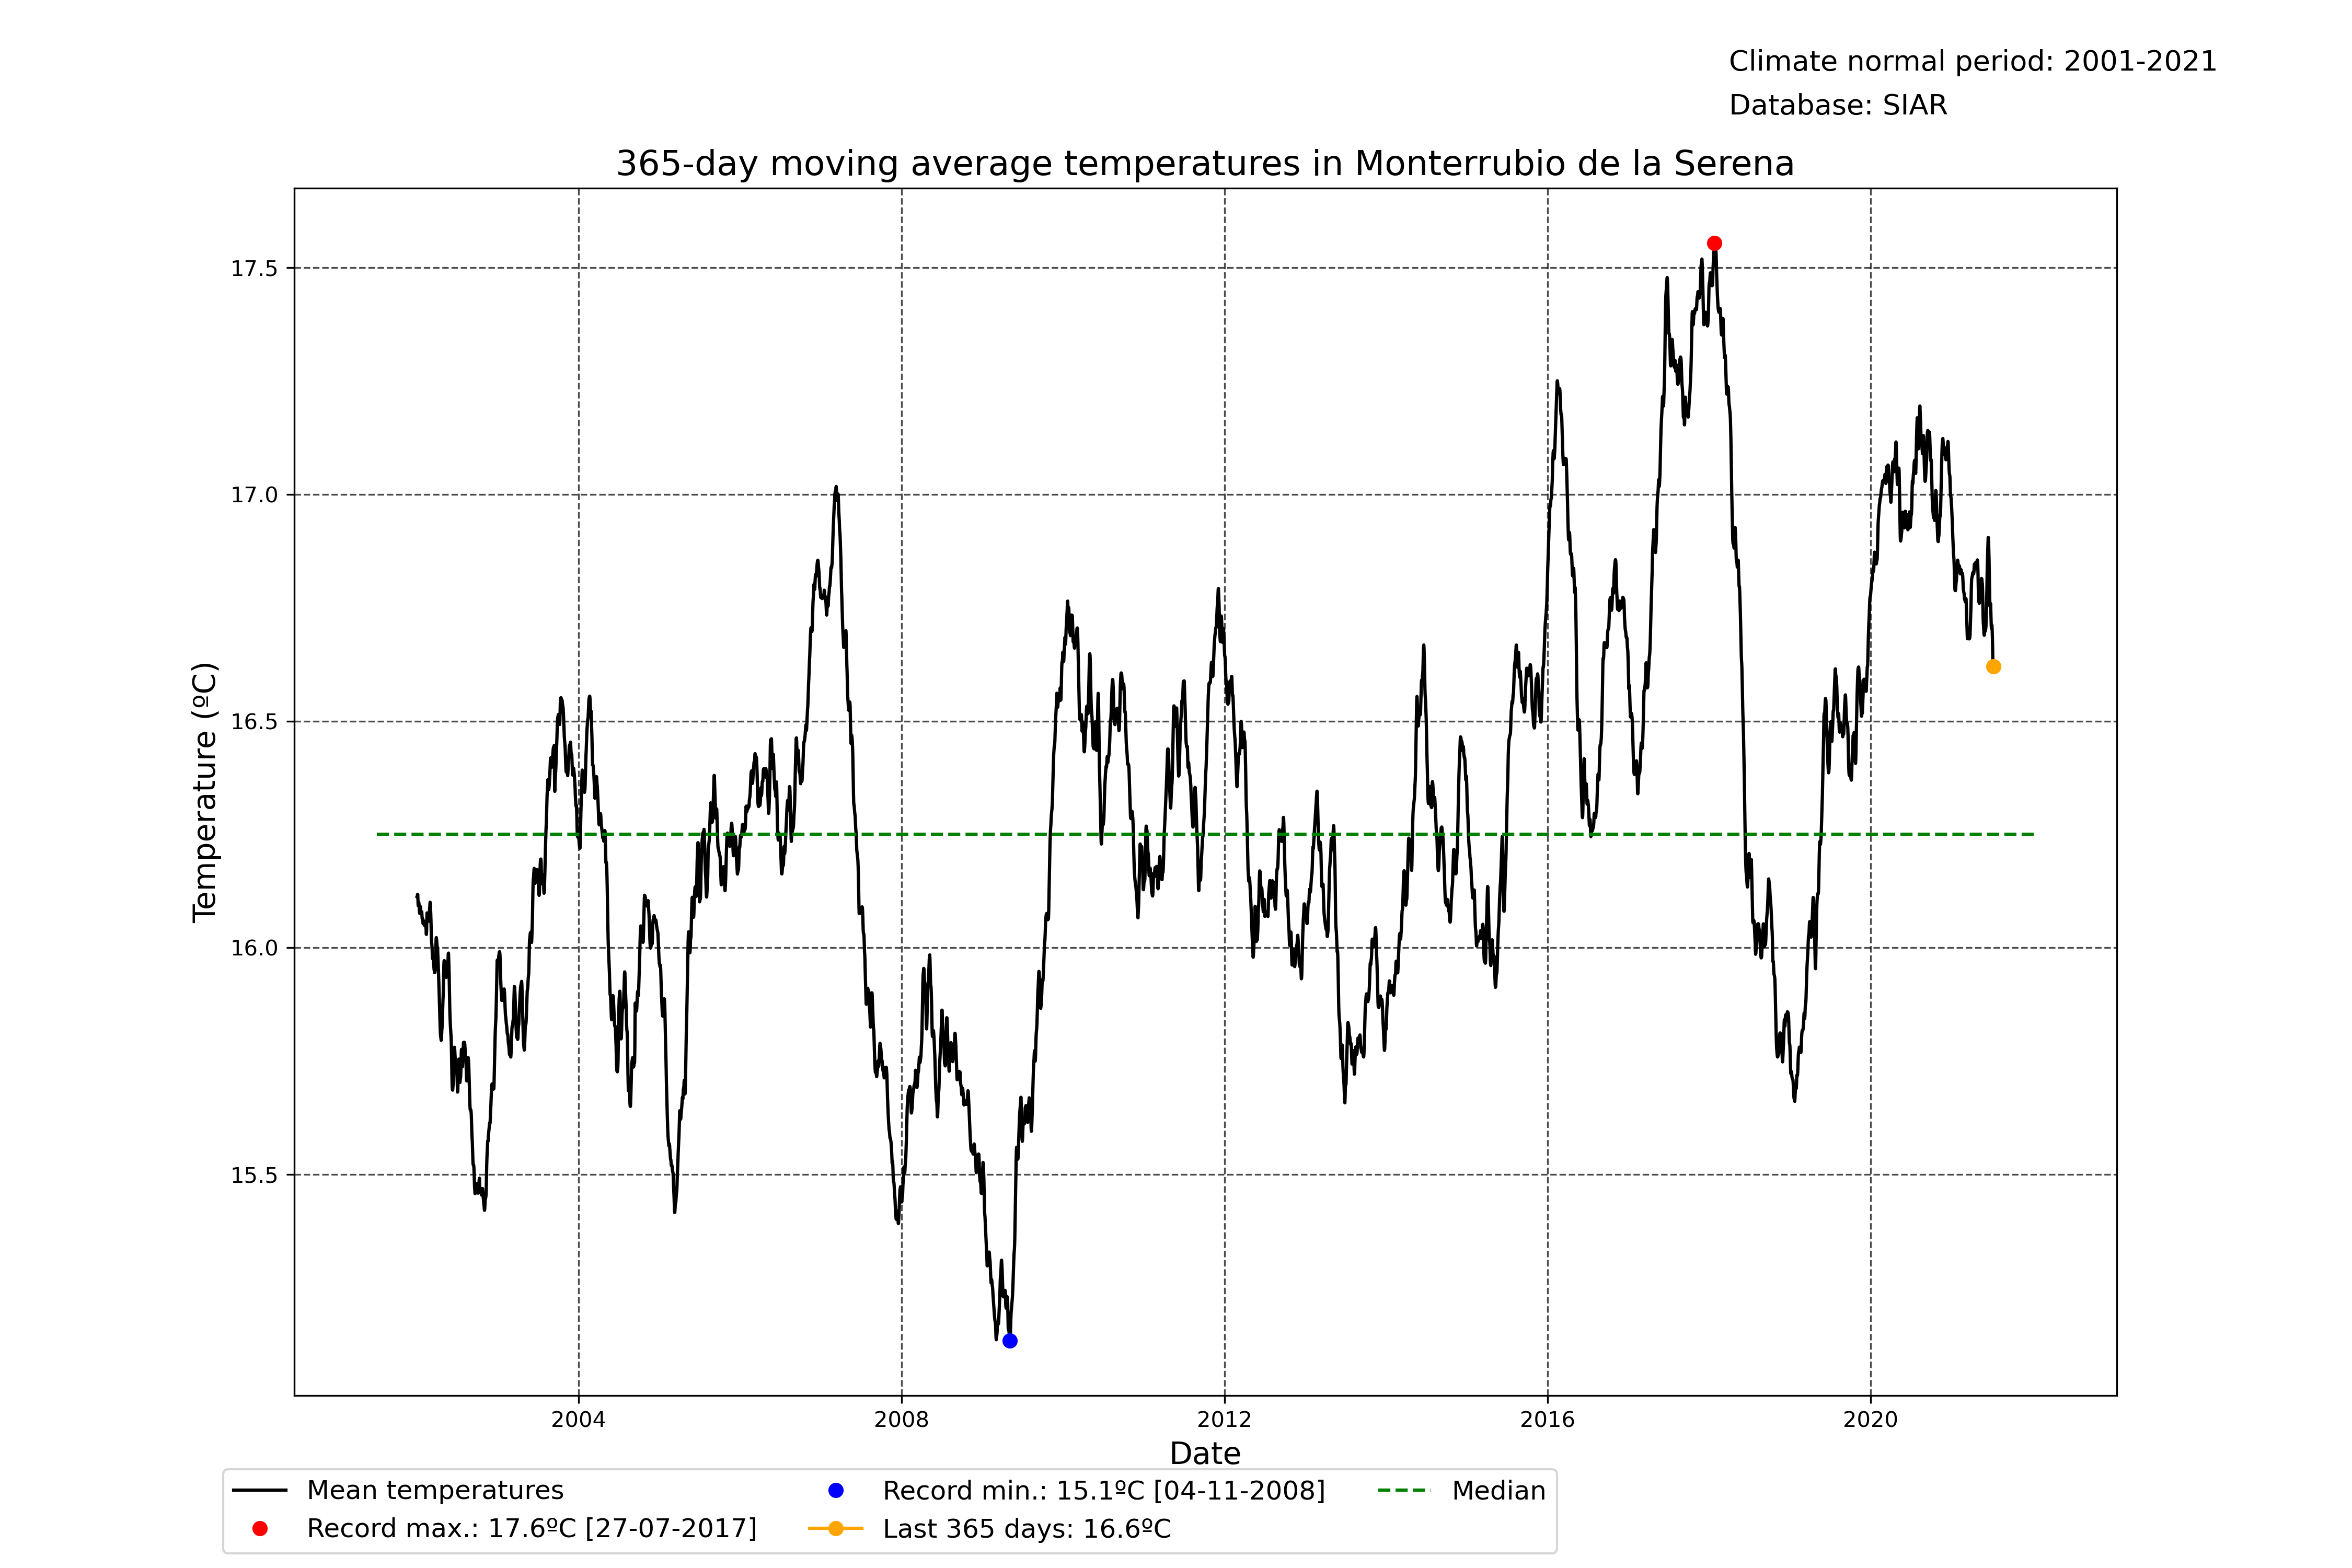 Climate normal period: 2001-2021
Database: SIAR
365-day moving average temperatures in Monterrubio de la Serena
17.5
17.0
16.5
16.0
15.5
Temperature (ºC)
2004 2008 2012 2016 2020
Date
Mean temperatures
Record max.: 17.6ºC [27-07-2017]
Record min.: 15.1ºC [04-11-2008]
Last 365 days: 16.6ºC
Median